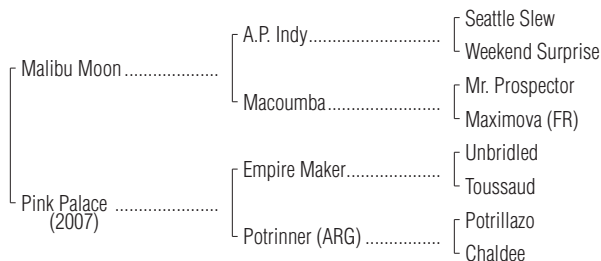 Seattle Slew
A.P. Indy
Weekend Surprise
Malibu Moon
Mr. Prospector
Macoumba
Maximova (FR)
Unbridled
Empire Maker
Toussaud
Pink Palace
(2007)
Potrillazo
Potrinner (ARG)
Chaldee